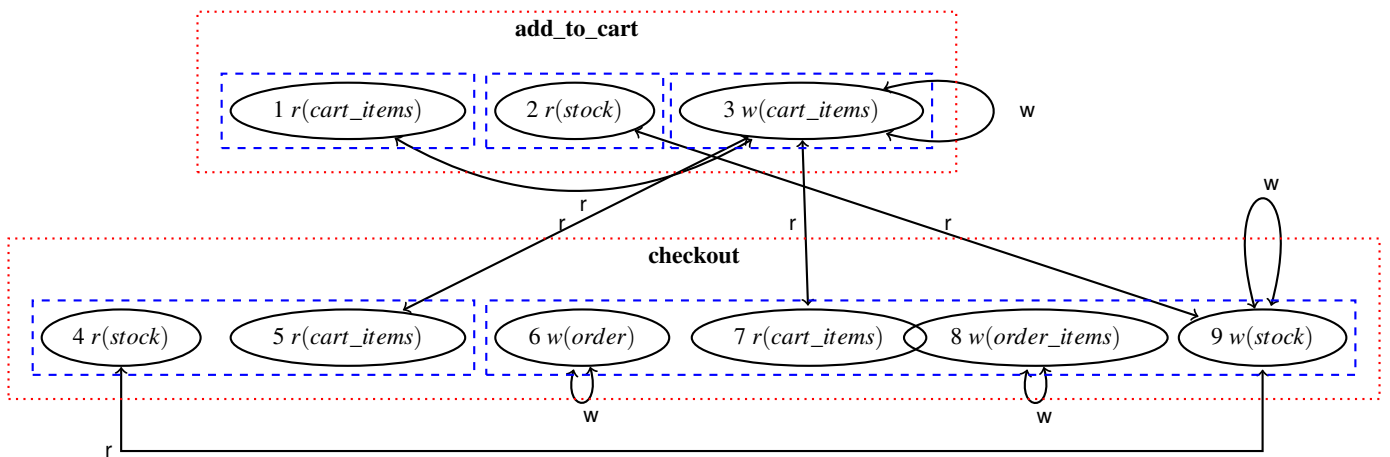 add_to_cart
1 r(cart_items)
2 r(stock)
3 w(cart_items)
w
r
r
r
r
w
checkout
4 r(stock)
5 r(cart_items)
6 w(order)
7 r(cart_items)
8 w(order_items)
9 w(stock)
w
w
r